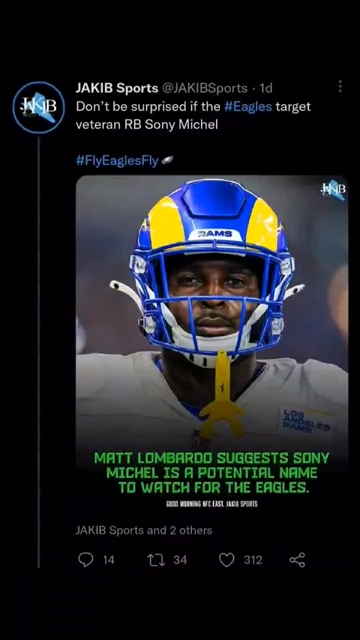 JAKIB Sports @JAKIBSports · 1d
Don't be surprised if the #Eagles target
veteran RB Sony Michel
#FlyEaglesFly
JAKIB
RAMS
LOS ANGELES
RAMS
MATT LOMBARDO SUGGESTS SONY
MICHEL IS A POTENTIAL NAME
TO WATCH FOR THE EAGLES.
GOOD MORNING NFC EAST, JAKIB SPORTS
JAKIB Sports and 2 others
14 34 312